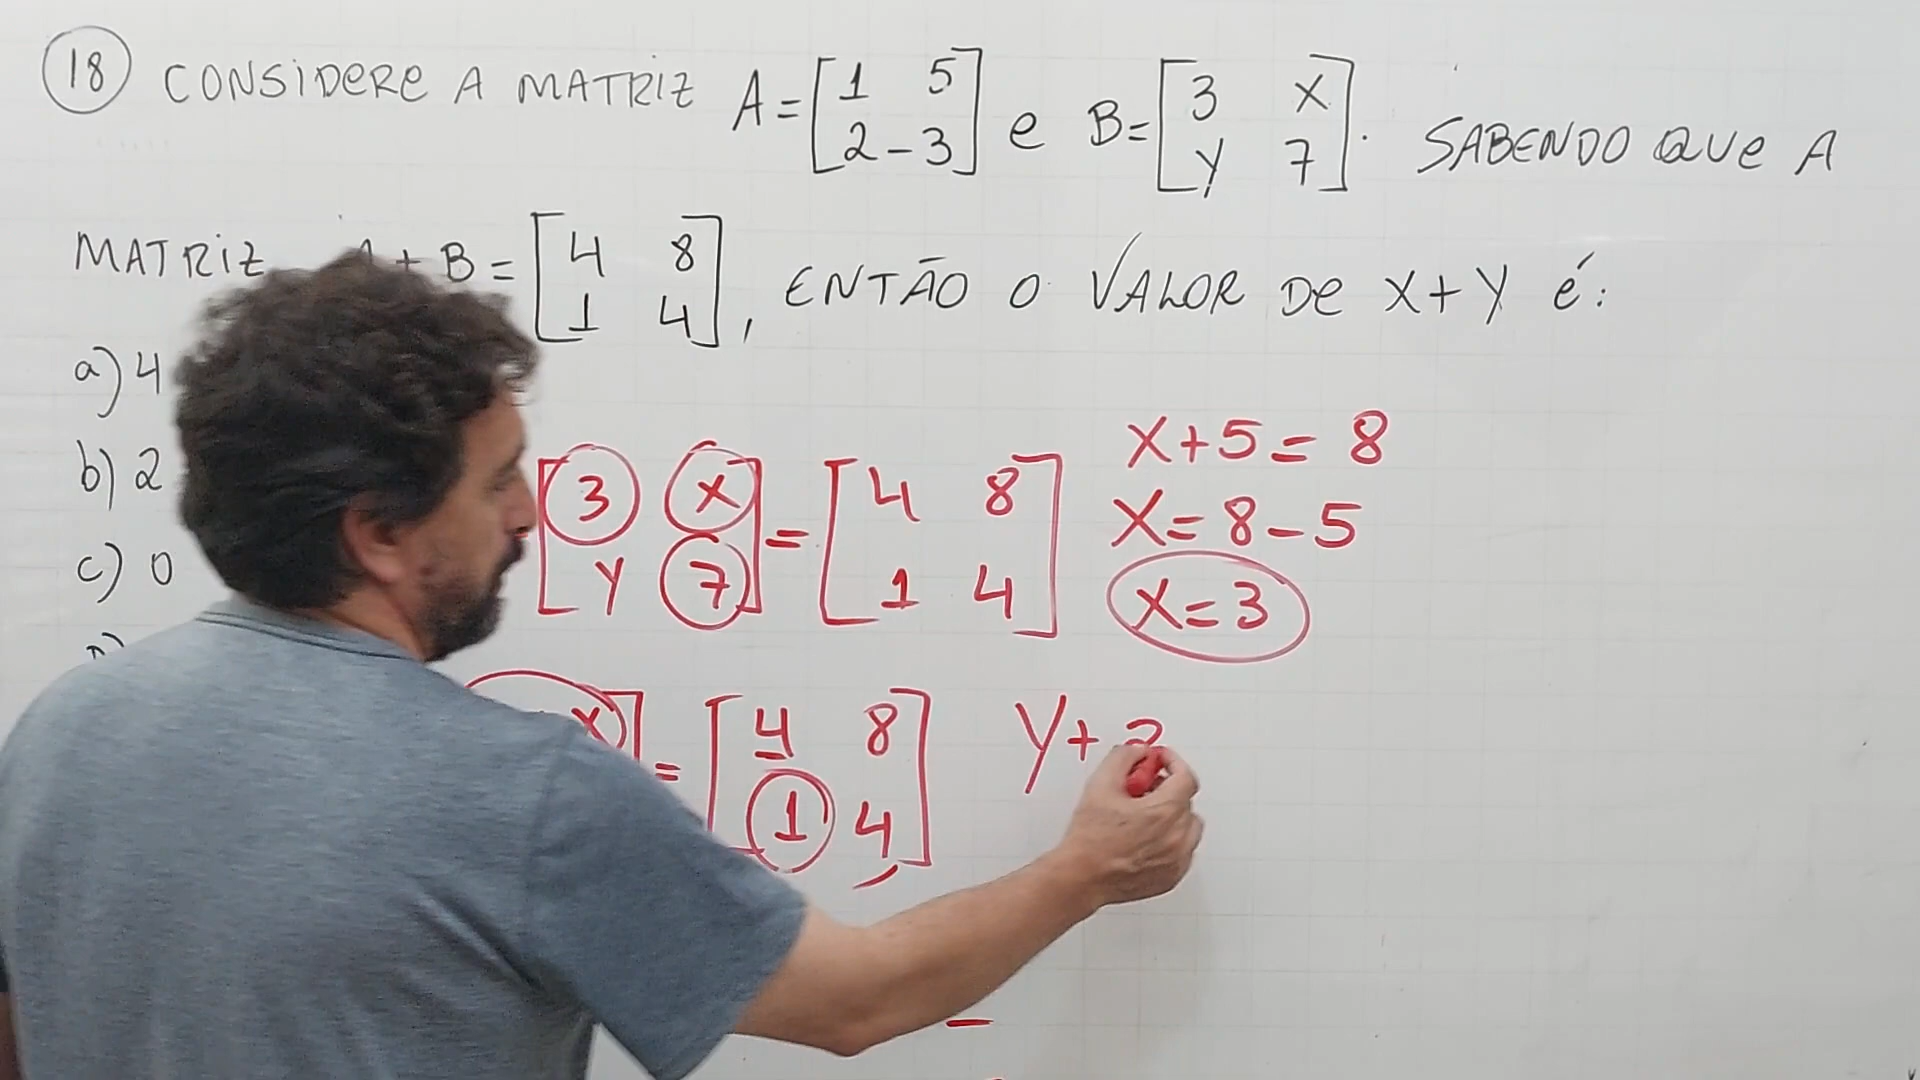 18 CONSIDERE A MATRIZ A = [1 5 e B = [3 x]. SABENDO QUE A
2 -3] y 7
MATRIZ A + B = [4 8], ENTÃO O VALOR DE X + Y É:
1 4
a) 4
b) 2
c) 0
[3 x] = [4 8] x + 5 = 8
y 7 1 4 x = 8 - 5
x = 3
x] = [4 8] y + 2
1 4